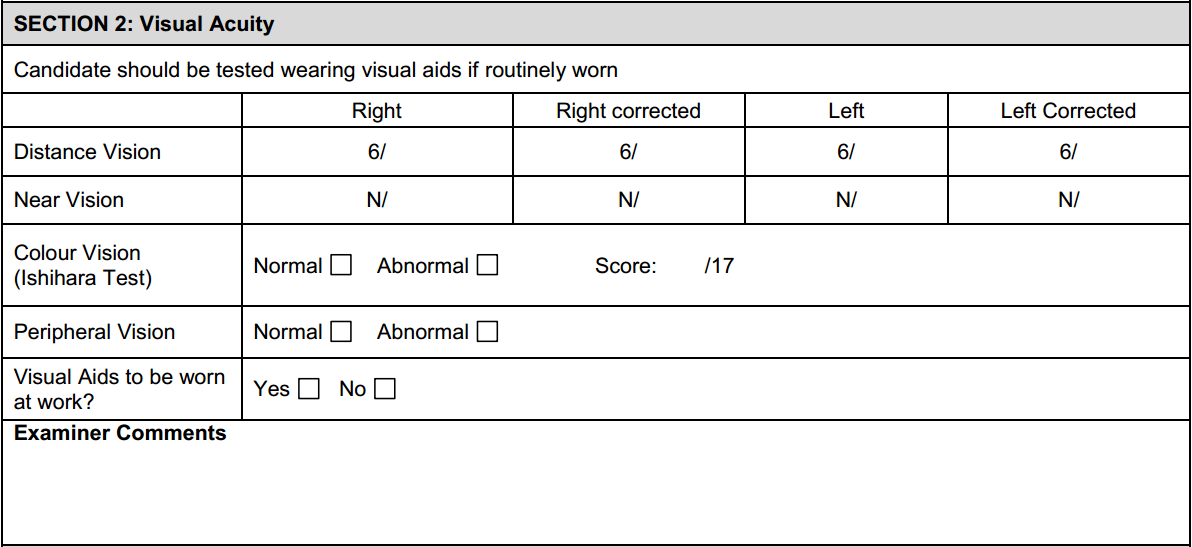 SECTION 2: Visual Acuity
Candidate should be tested wearing visual aids if routinely worn
Right Right corrected Left Left Corrected
Distance Vision 6/ 6/ 6/ 6/
Near Vision N/ N/ N/ N/
Colour Vision
(Ishihara Test)
Normal Abnormal Score: /17
Peripheral Vision Normal Abnormal
Visual Aids to be worn
at work?
Yes No
Examiner Comments